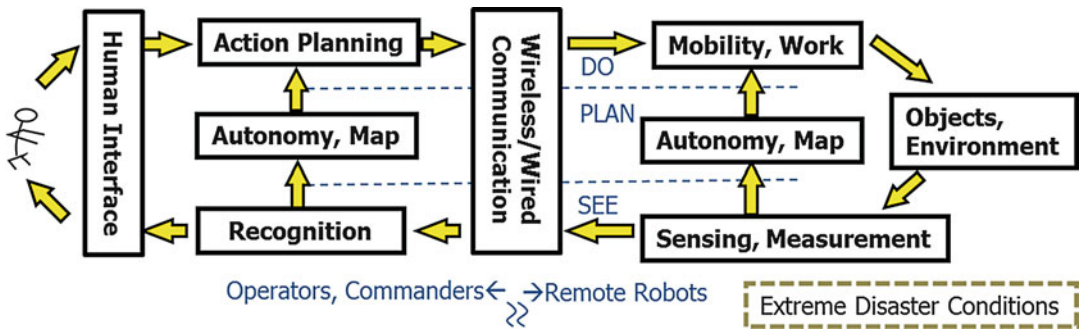 Human Interface
Action Planning
Autonomy, Map
Recognition
Wireless/Wired
Communication
DO
PLAN
SEE
Mobility, Work
Autonomy, Map
Sensing, Measurement
Objects,
Environment
Operators, Commanders← →Remote Robots
Extreme Disaster Conditions